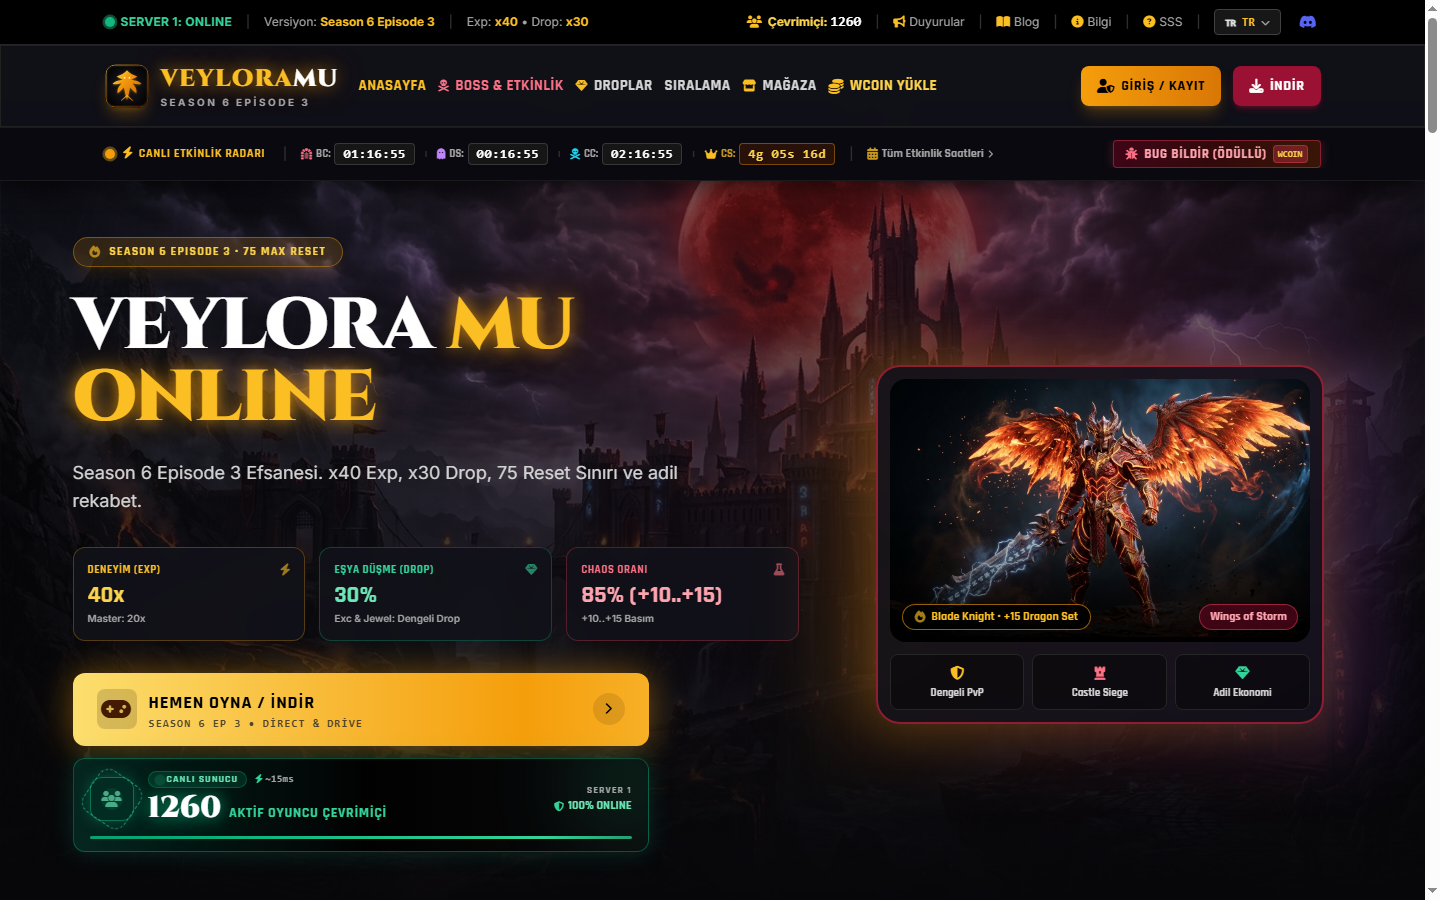 SERVER 1: ONLINE
Versiyon: Season 6 Episode 3
Exp: x40 • Drop: x30
Çevrimiçi: 1260
Duyurular
Blog
Bilgi
SSS
TR TR
VEYLORAMU
SEASON 6 EPİSODE 3
ANASAYFA
BOSS & ETKİNLİK
DROPLAR
SIRALAMA
MAĞAZA
WCOIN YÜKLE
GİRİŞ / KAYIT
İNDİR
CANLI ETKİNLİK RADARI
BC: 01:16:55
DS: 00:16:55
CC: 02:16:55
CS: 4g 05s 16d
Tüm Etkinlik Saatleri
BUG BİLDİR (ÖDÜLLÜ) WCOIN
SEASON 6 EPISODE 3 • 75 MAX RESET
VEYLORA MU
ONLINE
Season 6 Episode 3 Efsanesi. x40 Exp, x30 Drop, 75 Reset Sınırı ve adil
rekabet.
DENEYİM (EXP)
40x
Master: 20x
EŞYA DÜŞME (DROP)
30%
Exc & Jewel: Dengeli Drop
CHAOS ORANI
85% (+10..+15)
+10..+15 Basım
Blade Knight • +15 Dragon Set
Wings of Storm
Dengeli PvP
Castle Siege
Adil Ekonomi
HEMEN OYNA / İNDİR
SEASON 6 EP 3 • DİRECT & DRİVE
CANLI SUNUCU
~15ms
1260 AKTİF OYUNCU ÇEVRİMİÇİ
SERVER 1
100% ONLINE